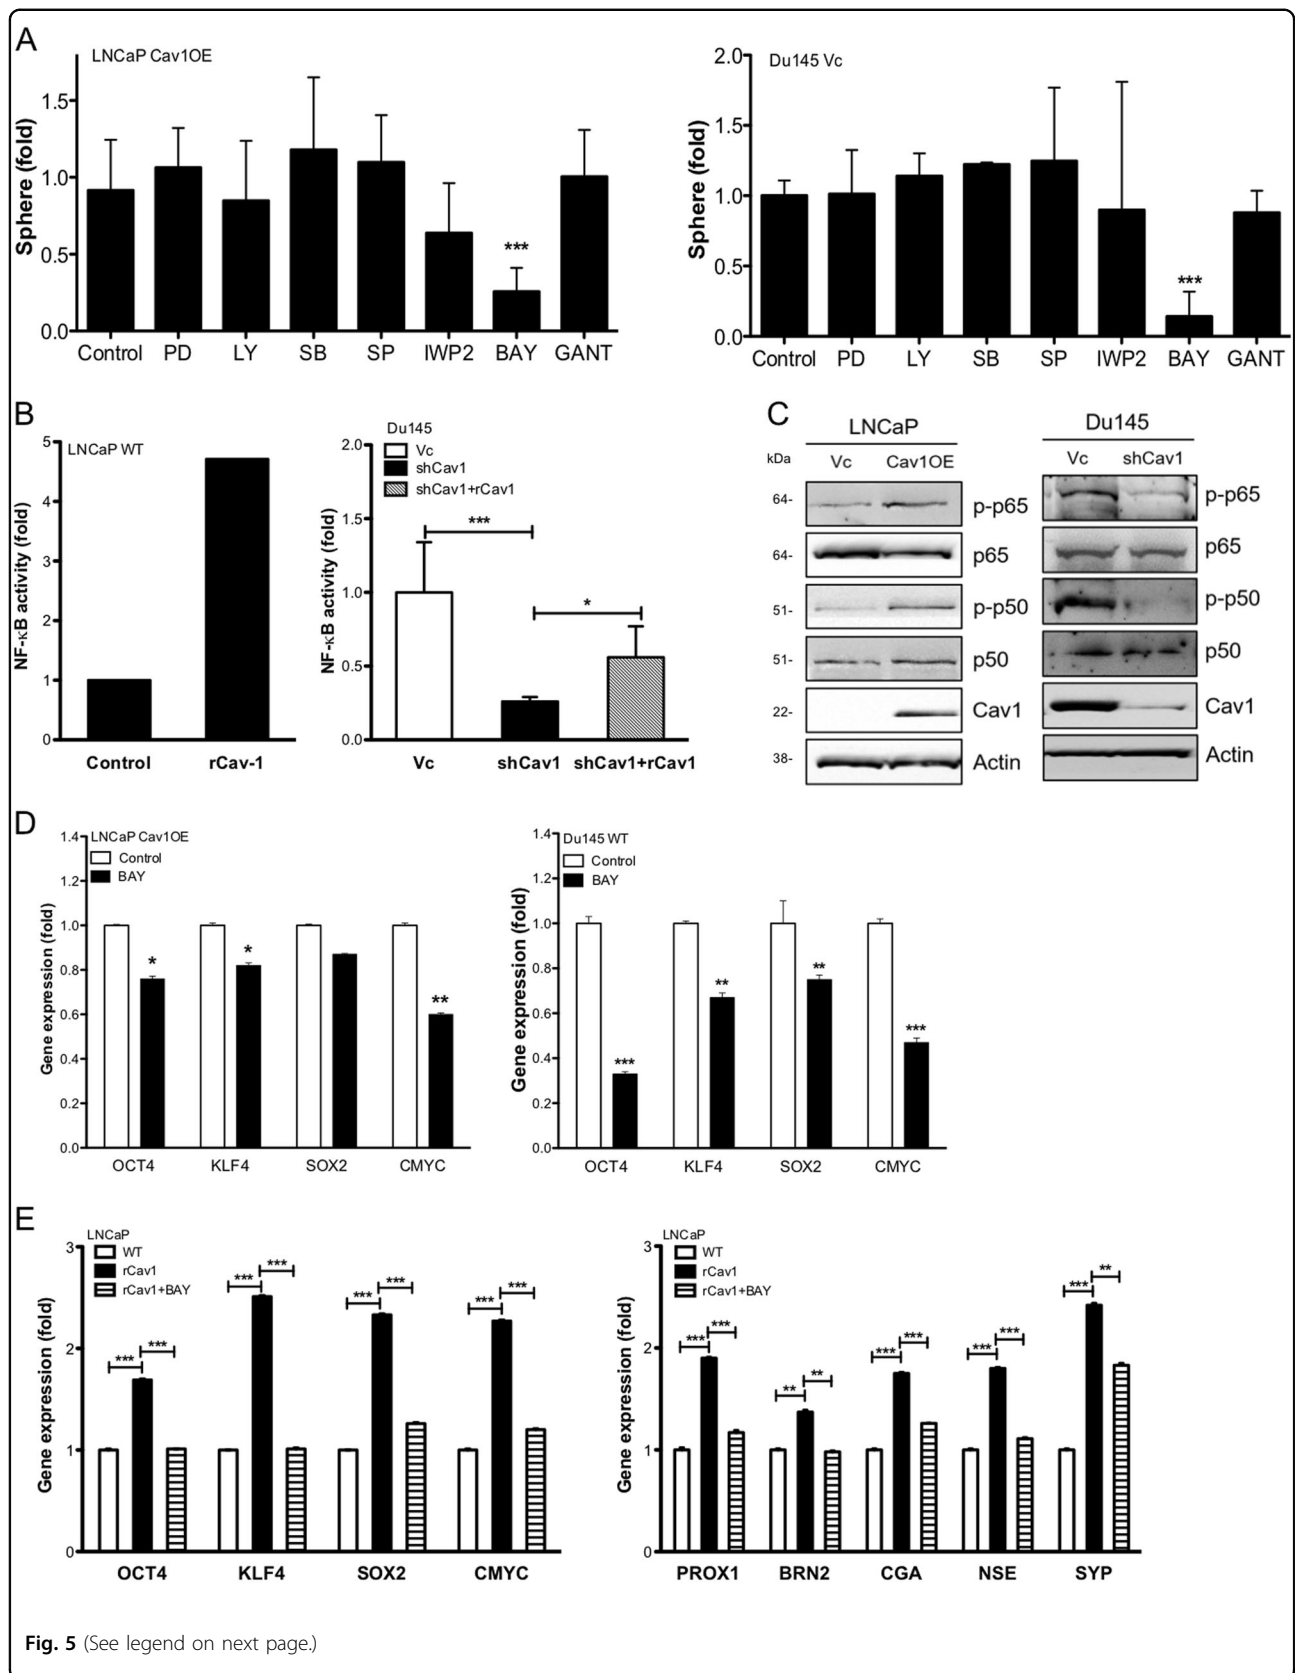 A
LNCaP Cav1OE
Sphere (fold)
1.5
1.0
0.5
0.0
***
Control PD LY SB SP IWP2 BAY GANT
Du145 Vc
Sphere (fold)
2.0
1.5
1.0
0.5
0.0
***
Control PD LY SB SP IWP2 BAY GANT
B
LNCaP WT
NF-κB activity (fold)
5
4
3
2
1
0
Control rCav-1
Du145
Vc
shCav1
shCav1+rCav1
NF-κB activity (fold)
2.0
1.5
1.0
0.5
0.0
***
*
Vc shCav1 shCav1+rCav1
C
LNCaP
kDa Vc Cav1OE
64- p-p65
64- p65
51- p-p50
51- p50
22- Cav1
38- Actin
Du145
Vc shCav1
p-p65
p65
p-p50
p50
Cav1
Actin
D
LNCaP Cav1OE
Control
BAY
Gene expression (fold)
1.4
1.2
1.0
0.8
0.6
0.4
0.2
0.0
* * **
OCT4 KLF4 SOX2 CMYC
Du145 WT
Control
BAY
Gene expression (fold)
1.4
1.2
1.0
0.8
0.6
0.4
0.2
0.0
*** ** ** ***
OCT4 KLF4 SOX2 CMYC
E
LNCaP
WT
rCav1
rCav1+BAY
Gene expression (fold)
3
2
1
0
*** *** *** *** *** *** *** ***
OCT4 KLF4 SOX2 CMYC
LNCaP
WT
rCav1
rCav1+BAY
Gene expression (fold)
3
2
1
0
*** *** ** ** *** *** *** *** *** **
PROX1 BRN2 CGA NSE SYP
Fig. 5 (See legend on next page.)